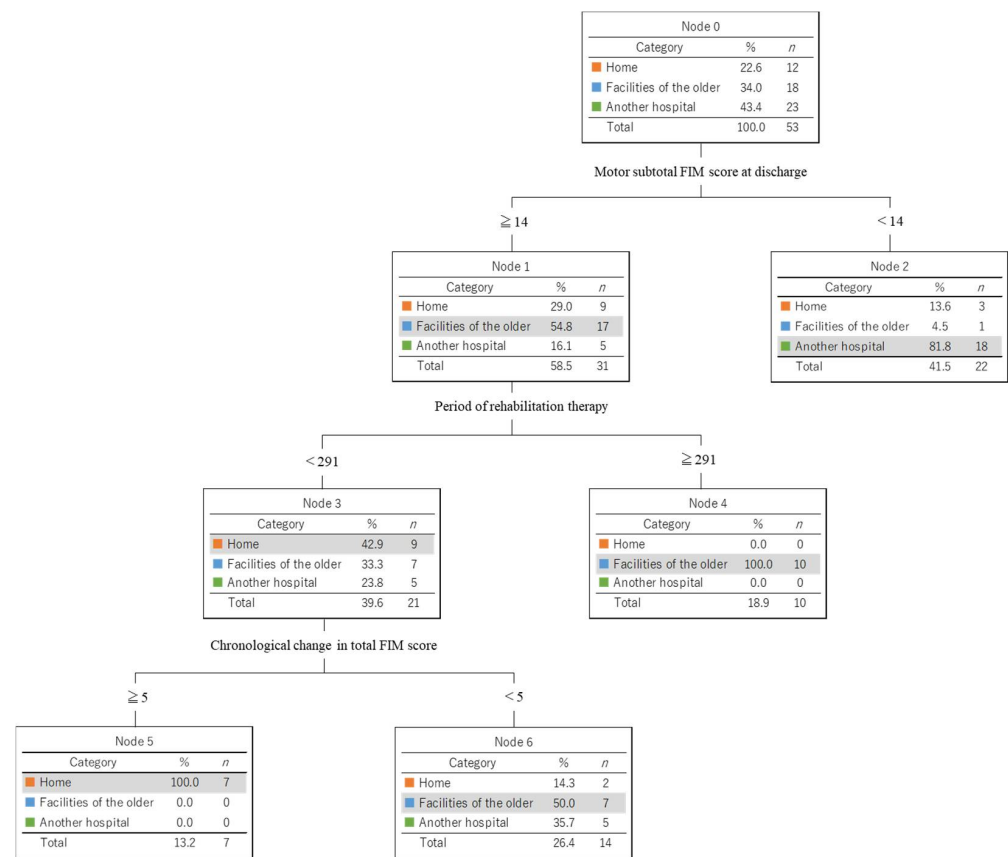 Node 0
Category % n
Home 22.6 12
Facilities of the older 34.0 18
Another hospital 43.4 23
Total 100.0 53
Motor subtotal FIM score at discharge
≧ 14
< 14
Node 1
Category % n
Home 29.0 9
Facilities of the older 54.8 17
Another hospital 16.1 5
Total 58.5 31
Node 2
Category % n
Home 13.6 3
Facilities of the older 4.5 1
Another hospital 81.8 18
Total 41.5 22
Period of rehabilitation therapy
< 291
≧ 291
Node 3
Category % n
Home 42.9 9
Facilities of the older 33.3 7
Another hospital 23.8 5
Total 39.6 21
Node 4
Category % n
Home 0.0 0
Facilities of the older 100.0 10
Another hospital 0.0 0
Total 18.9 10
Chronological change in total FIM score
≧ 5
< 5
Node 5
Category % n
Home 100.0 7
Facilities of the older 0.0 0
Another hospital 0.0 0
Total 13.2 7
Node 6
Category % n
Home 14.3 2
Facilities of the older 50.0 7
Another hospital 35.7 5
Total 26.4 14